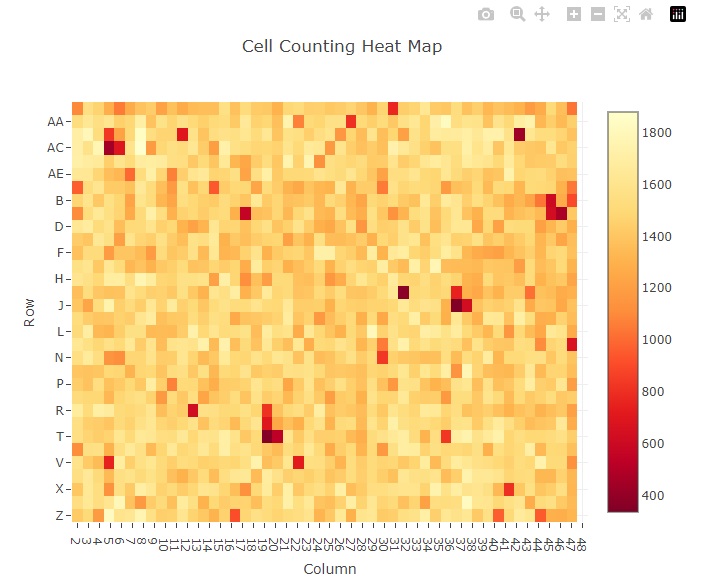 Cell Counting Heat Map
AA
AC
AE
B
D
F
H
J
L
N
P
R
T
V
X
Z
Row
2 3 4 5 6 7 8 9 10 11 12 13 14 15 16 17 18 19 20 21 22 23 24 25 26 27 28 29 30 31 32 33 34 35 36 37 38 39 40 41 42 43 44 45 46 47 48
Column
1800
1600
1400
1200
1000
800
600
400